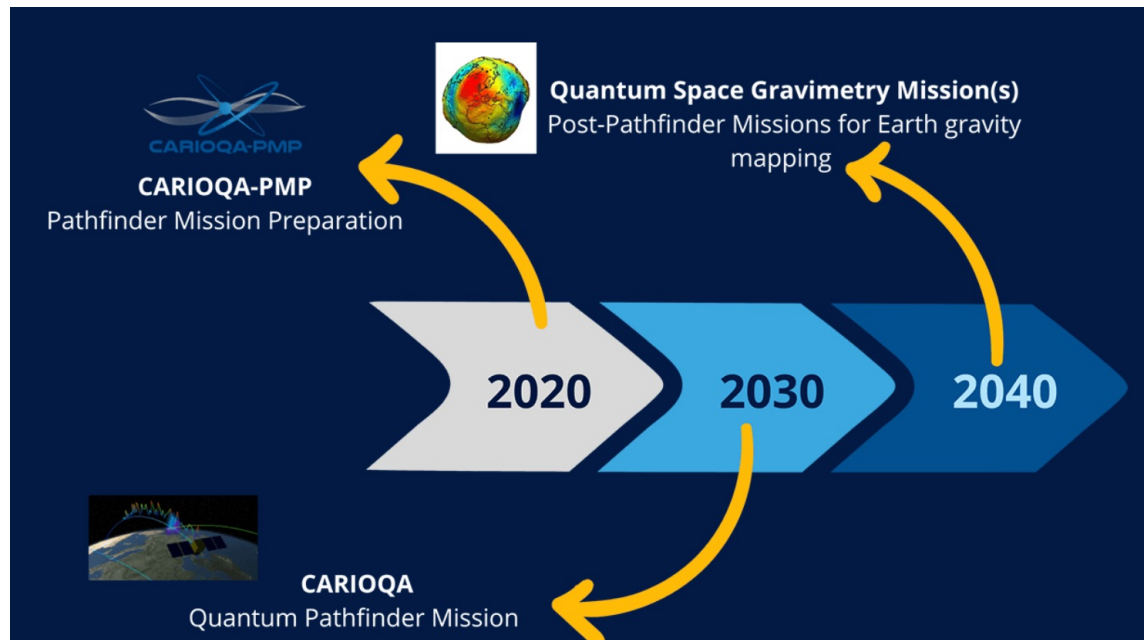 CARIOQA-PMP
CARIOQA-PMP
Pathfinder Mission Preparation
Quantum Space Gravimetry Mission(s)
Post-Pathfinder Missions for Earth gravity
mapping
2020
2030
2040
CARIOQA
Quantum Pathfinder Mission